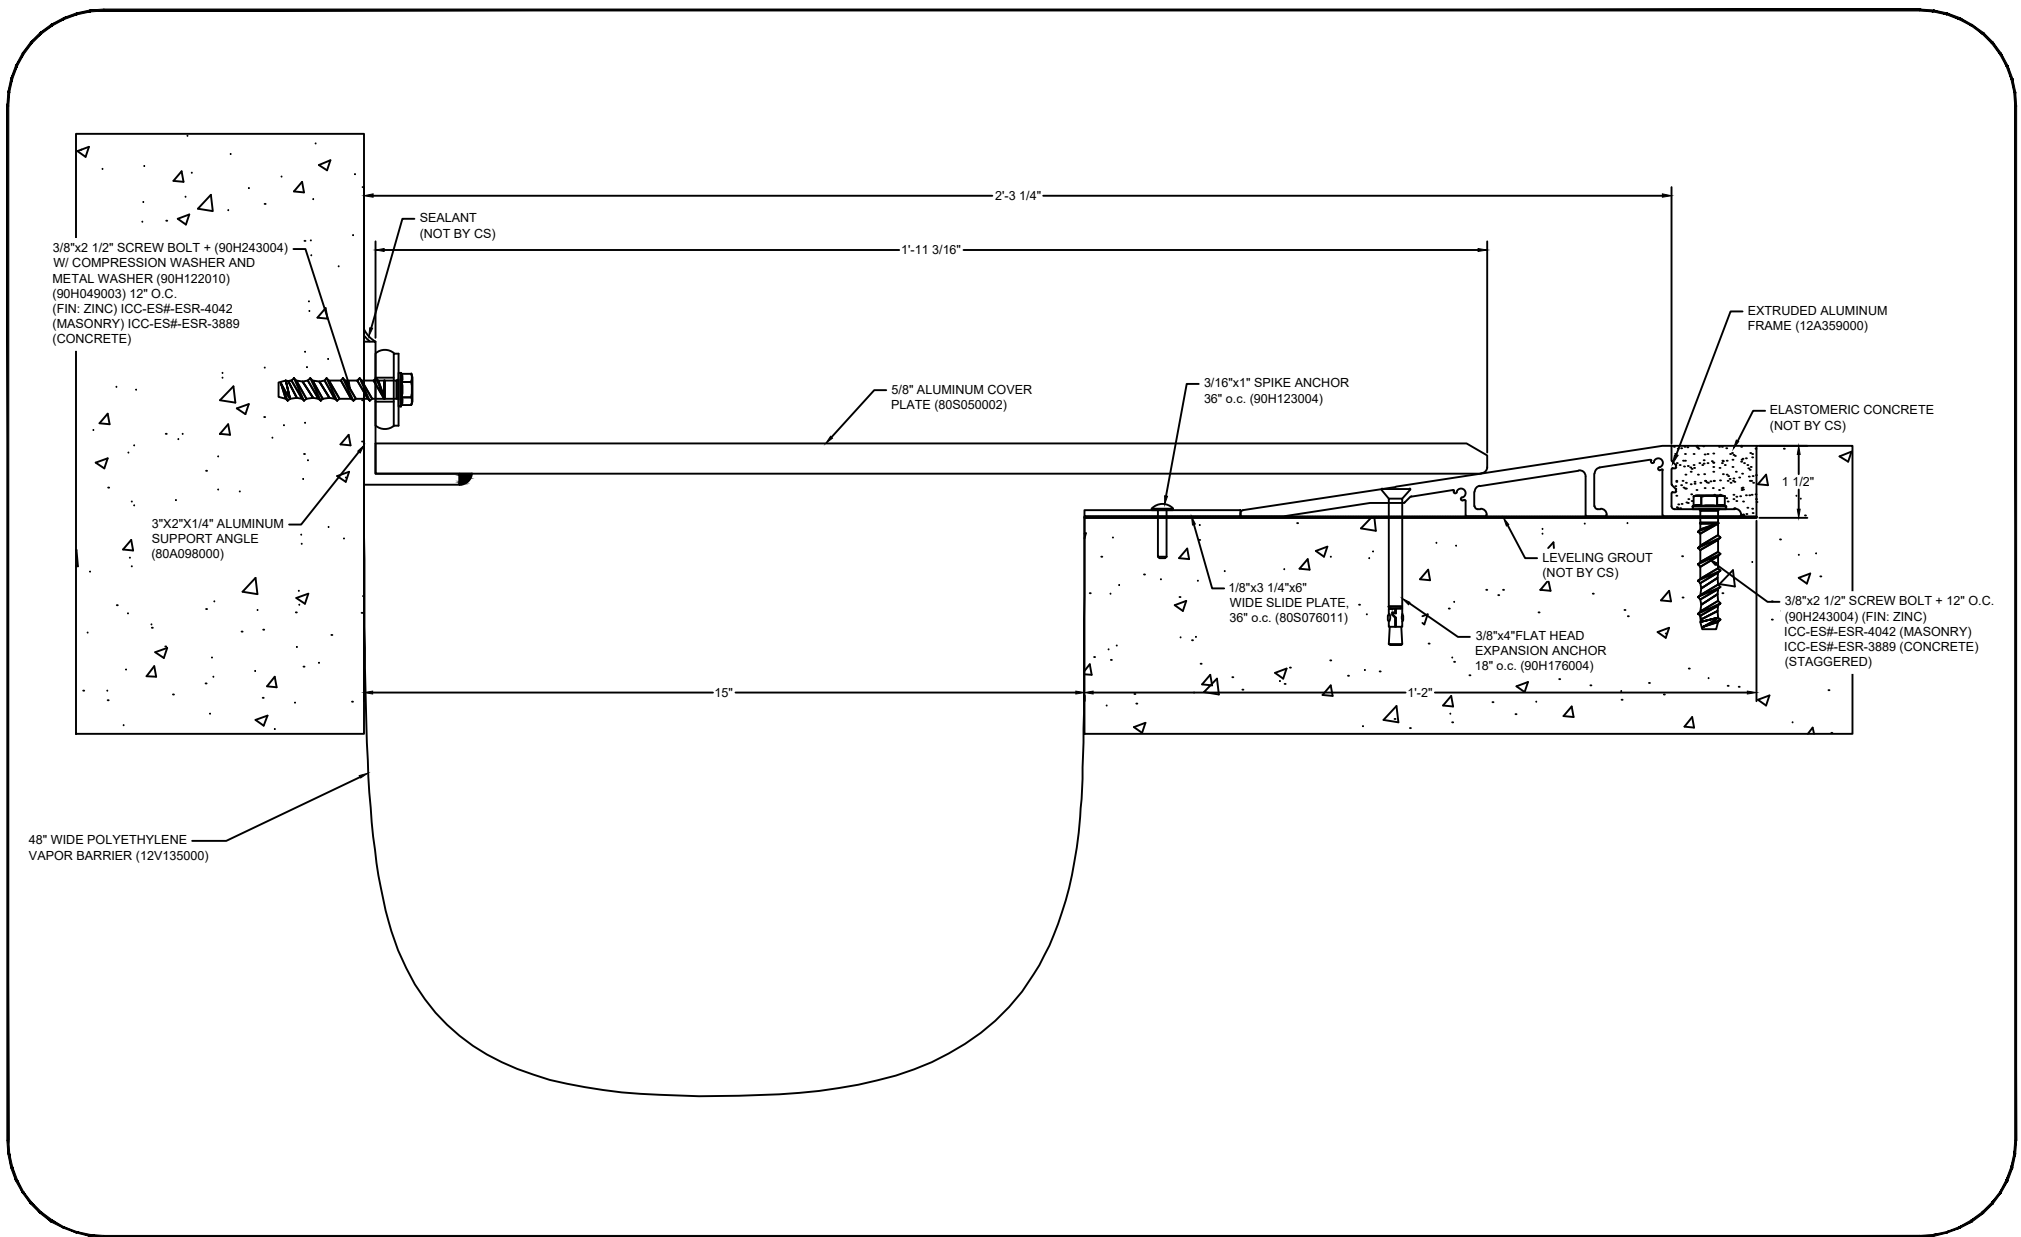 2'-3 1/4"
SEALANT
(NOT BY CS)
1'-11 3/16"
3/8"x2 1/2" SCREW BOLT + (90H243004)
W/ COMPRESSION WASHER AND
METAL WASHER (90H122010)
(90H049003) 12" O.C.
(FIN: ZINC) ICC-ES#-ESR-4042
(MASONRY) ICC-ES#-ESR-3889
(CONCRETE)
EXTRUDED ALUMINUM
FRAME (12A359000)
5/8" ALUMINUM COVER
PLATE (80S050002)
3/16"x1" SPIKE ANCHOR
36" o.c. (90H123004)
ELASTOMERIC CONCRETE
(NOT BY CS)
1 1/2"
3"X2"X1/4" ALUMINUM
SUPPORT ANGLE
(80A098000)
LEVELING GROUT
(NOT BY CS)
1/8"x3 1/4"x6"
WIDE SLIDE PLATE,
36" o.c. (80S076011)
3/8"x4"FLAT HEAD
EXPANSION ANCHOR
18" o.c. (90H176004)
3/8"x2 1/2" SCREW BOLT + 12" O.C.
(90H243004) (FIN: ZINC)
ICC-ES#-ESR-4042 (MASONRY)
ICC-ES#-ESR-3889 (CONCRETE)
(STAGGERED)
15"
1'-2"
48" WIDE POLYETHYLENE
VAPOR BARRIER (12V135000)